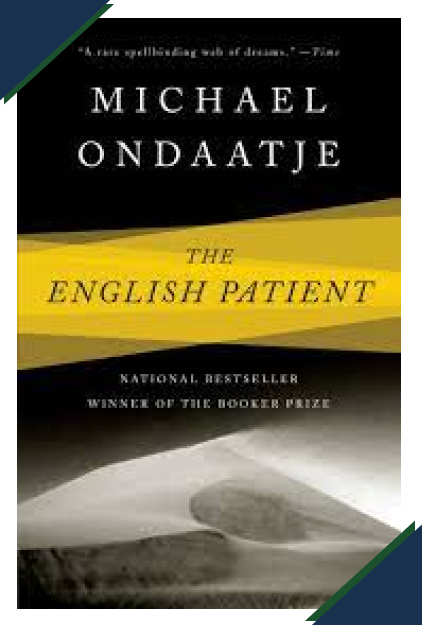 "A rare spellbinding web of dreams." —Time
MICHAEL
ONDAATJE
THE
ENGLISH PATIENT
NATIONAL BESTSELLER
WINNER OF THE BOOKER PRIZE